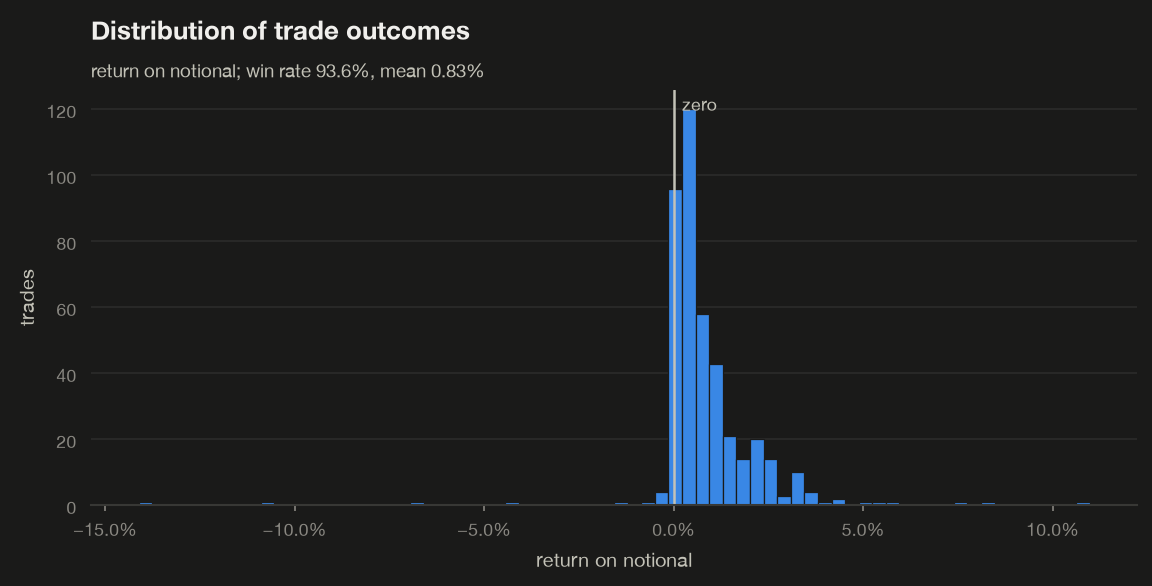 Distribution of trade outcomes
return on notional; win rate 93.6%, mean 0.83%
zero
120
100
80
60
40
20
0
trades
−15.0%
−10.0%
−5.0%
0.0%
5.0%
10.0%
return on notional